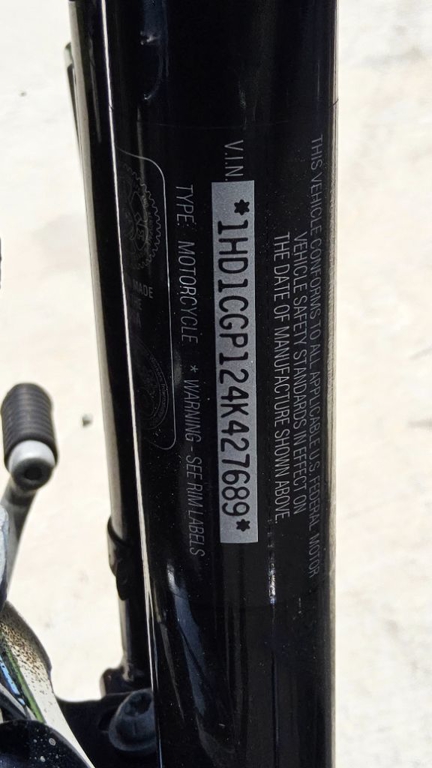 THIS VEHICLE CONFORMS TO ALL APPLICABLE U.S. FEDERAL MOTOR
VEHICLE SAFETY STANDARDS IN EFFECT ON
THE DATE OF MANUFACTURE SHOWN ABOVE.
V.I.N.
*1HD1CGP124K427689*
TYPE: MOTORCYCLE * WARNING - SEE RIM LABELS
MADE